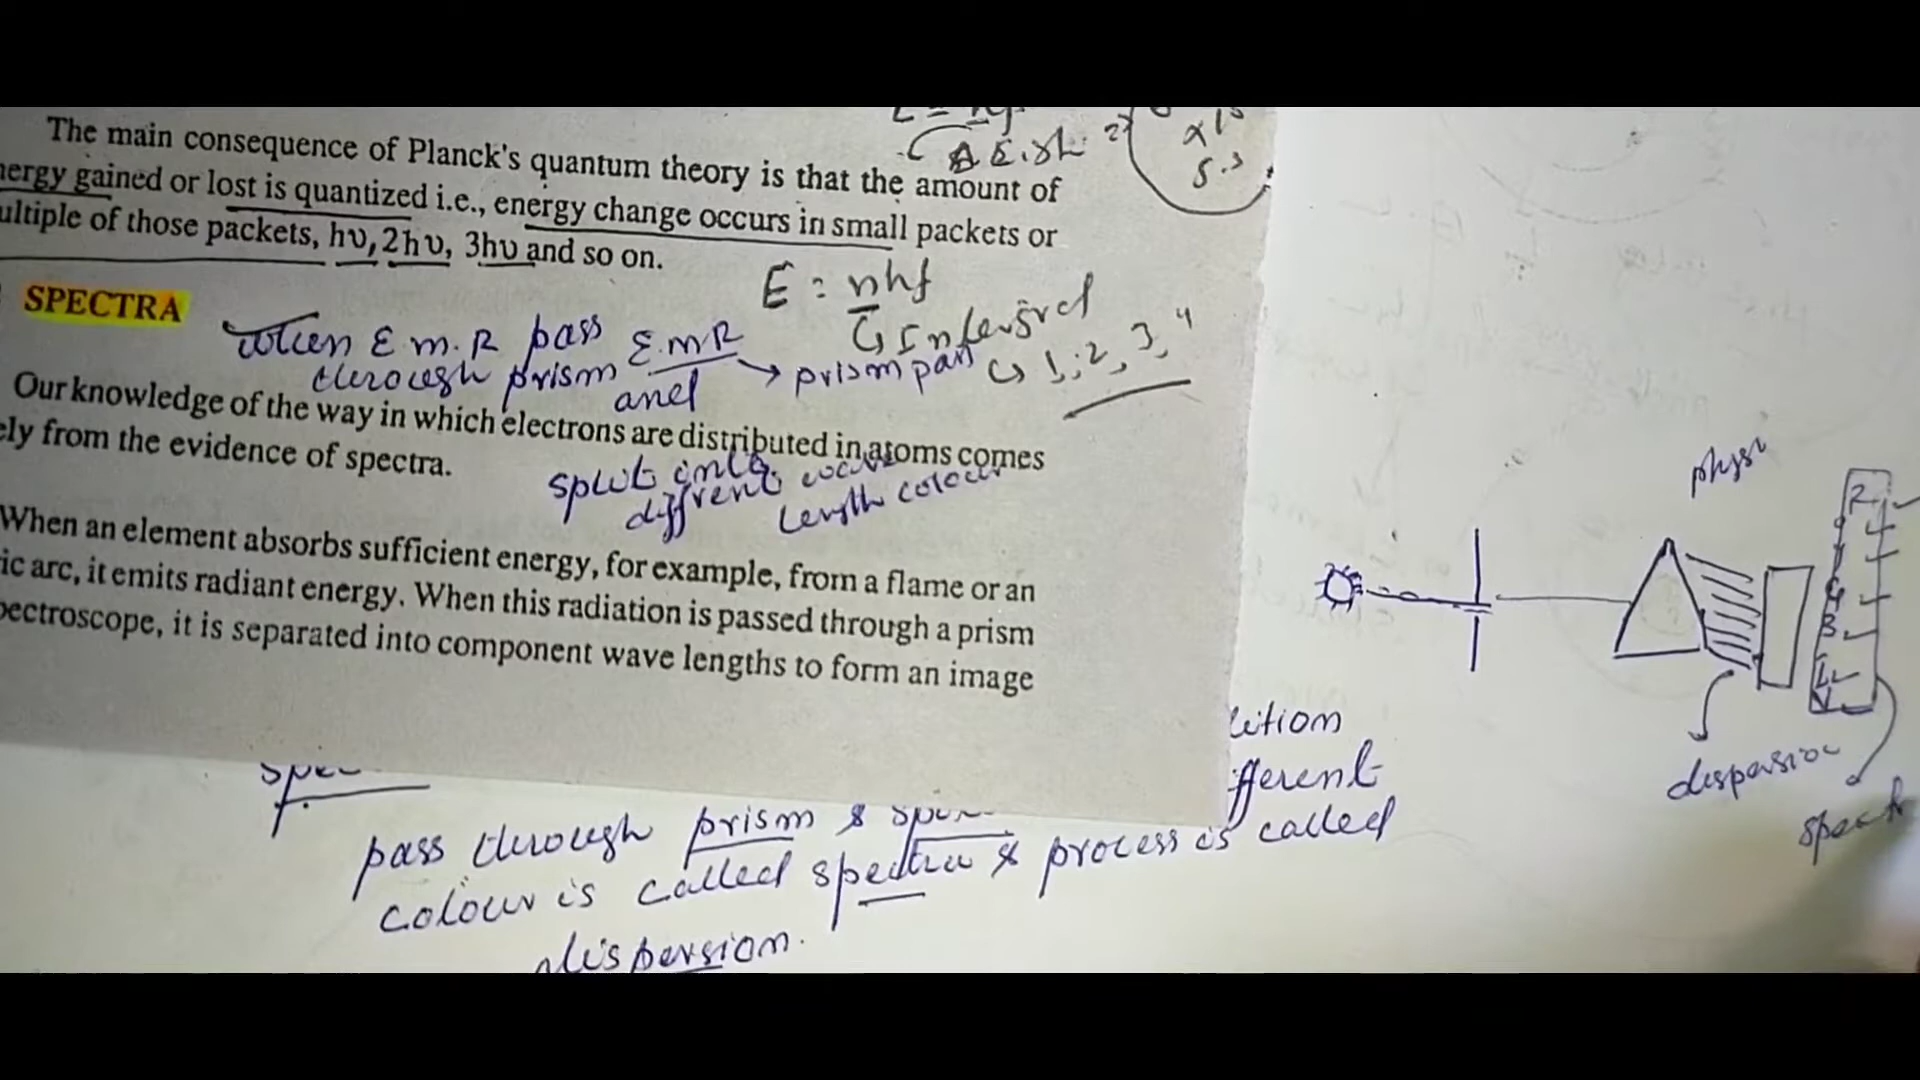 The main consequence of Planck's quantum theory is that the amount of
nergy gained or lost is quantized i.e., energy change occurs in small packets or
ultiple of those packets, hυ, 2hυ, 3hυ and so on.
E = nhf
1, 2, 3, 4
SPECTRA
when E.M.R pass E.M.R
through prism and → prism
Our knowledge of the way in which electrons are distributed in atoms comes
ely from the evidence of spectra.
split into
length colour
When an element absorbs sufficient energy, for example, from a flame or an
ic arc, it emits radiant energy. When this radiation is passed through a prism
pectroscope, it is separated into component wave lengths to form an image
ition
fferent
pass through prism &
colour is called spectra & process is called
dispersion.
R
Y
G
B
V